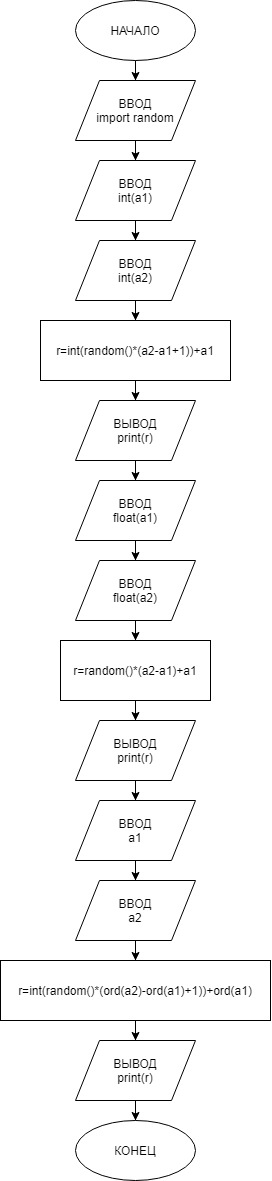 НАЧАЛО
ВВОД
import random
ВВОД
int(a1)
ВВОД
int(a2)
r=int(random()*(a2-a1+1))+a1
ВЫВОД
print(r)
ВВОД
float(a1)
ВВОД
float(a2)
r=random()*(a2-a1)+a1
ВЫВОД
print(r)
ВВОД
a1
ВВОД
a2
r=int(random()*(ord(a2)-ord(a1)+1))+ord(a1)
ВЫВОД
print(r)
КОНЕЦ